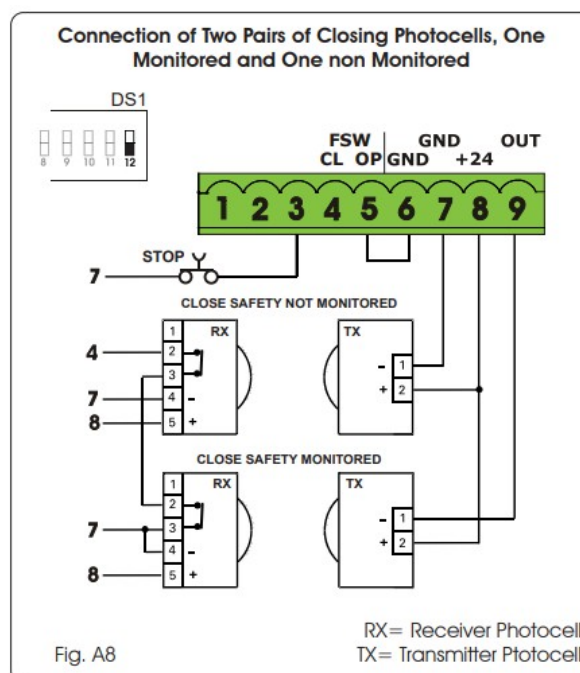 Connection of Two Pairs of Closing Photocells, One
Monitored and One non Monitored
DS1
8 9 10 11 12
FSW GND OUT
CL OP GND +24
1 2 3 4 5 6 7 8 9
STOP
7
CLOSE SAFETY NOT MONITORED
1 RX TX
4 2
3 - 1
7 4 - + 2
8 5 +
CLOSE SAFETY MONITORED
1 RX TX
2
7 3 - 1
4 - + 2
8 5 +
RX= Receiver Photocell
Fig. A8 TX= Transmitter Ptotocell